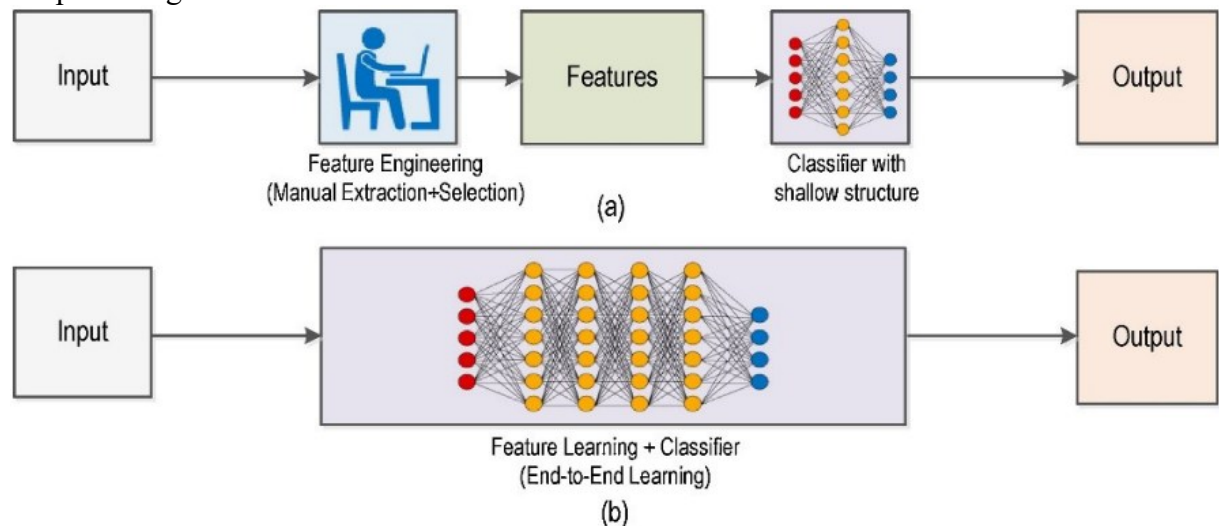 Input
Features
Output
Feature Engineering
(Manual Extraction+Selection)
Classifier with
shallow structure
(a)
Input
Output
Feature Learning + Classifier
(End-to-End Learning)
(b)